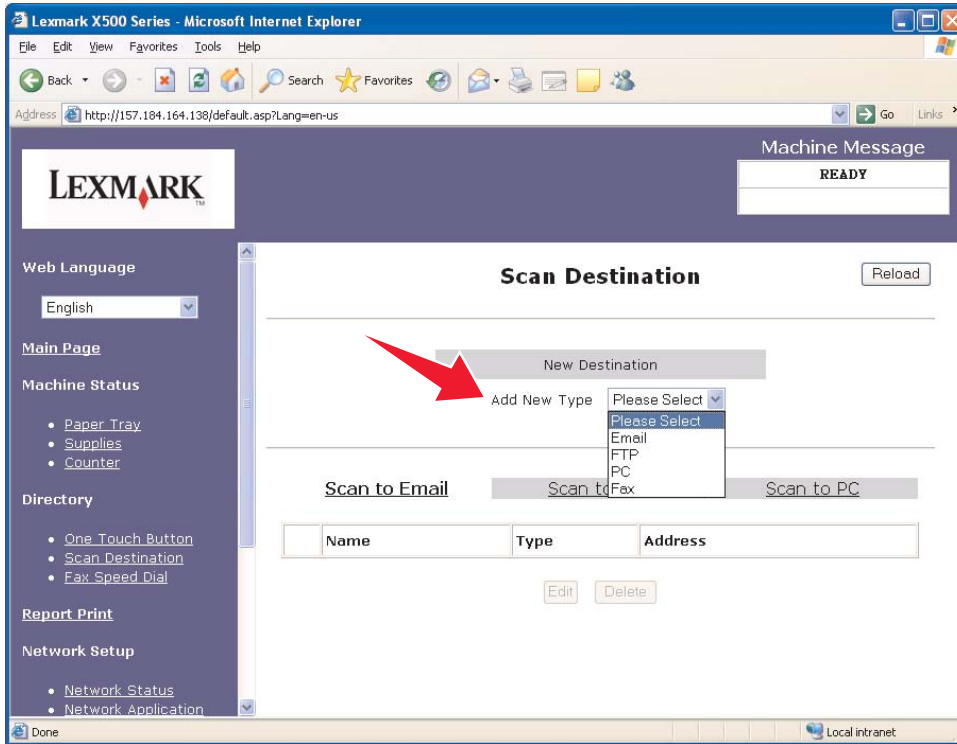 Lexmark X500 Series - Microsoft Internet Explorer
File Edit View Favorites Tools Help
Back Search Favorites
Address http://157.184.164.138/default.asp?Lang=en-us Go Links
LEXMARK TM
Machine Message
READY
Web Language
English
Main Page
Machine Status
Paper Tray
Supplies
Counter
Directory
One Touch Button
Scan Destination
Fax Speed Dial
Report Print
Network Setup
Network Status
Network Application
Scan Destination
Reload
New Destination
Add New Type Please Select
Please Select
Email
FTP
PC
Fax
Scan to Email Scan to Scan to PC
Name Type Address
Edit Delete
Done Local intranet